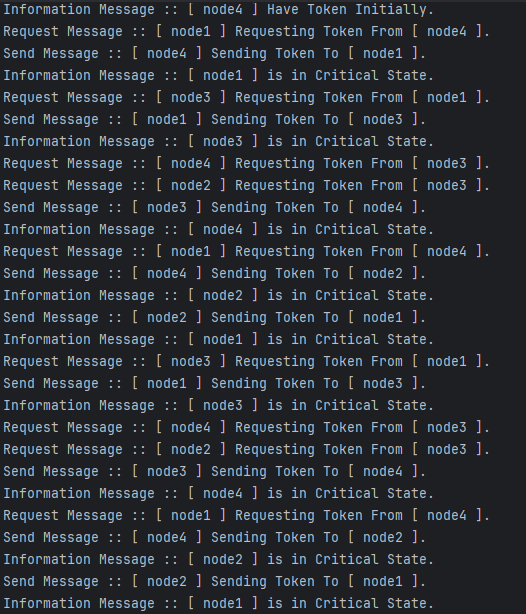 Information Message :: [ node4 ] Have Token Initially.
Request Message :: [ node1 ] Requesting Token From [ node4 ].
Send Message :: [ node4 ] Sending Token To [ node1 ].
Information Message :: [ node1 ] is in Critical State.
Request Message :: [ node3 ] Requesting Token From [ node1 ].
Send Message :: [ node1 ] Sending Token To [ node3 ].
Information Message :: [ node3 ] is in Critical State.
Request Message :: [ node4 ] Requesting Token From [ node3 ].
Request Message :: [ node2 ] Requesting Token From [ node3 ].
Send Message :: [ node3 ] Sending Token To [ node4 ].
Information Message :: [ node4 ] is in Critical State.
Request Message :: [ node1 ] Requesting Token From [ node4 ].
Send Message :: [ node4 ] Sending Token To [ node2 ].
Information Message :: [ node2 ] is in Critical State.
Send Message :: [ node2 ] Sending Token To [ node1 ].
Information Message :: [ node1 ] is in Critical State.
Request Message :: [ node3 ] Requesting Token From [ node1 ].
Send Message :: [ node1 ] Sending Token To [ node3 ].
Information Message :: [ node3 ] is in Critical State.
Request Message :: [ node4 ] Requesting Token From [ node3 ].
Request Message :: [ node2 ] Requesting Token From [ node3 ].
Send Message :: [ node3 ] Sending Token To [ node4 ].
Information Message :: [ node4 ] is in Critical State.
Request Message :: [ node1 ] Requesting Token From [ node4 ].
Send Message :: [ node4 ] Sending Token To [ node2 ].
Information Message :: [ node2 ] is in Critical State.
Send Message :: [ node2 ] Sending Token To [ node1 ].
Information Message :: [ node1 ] is in Critical State.